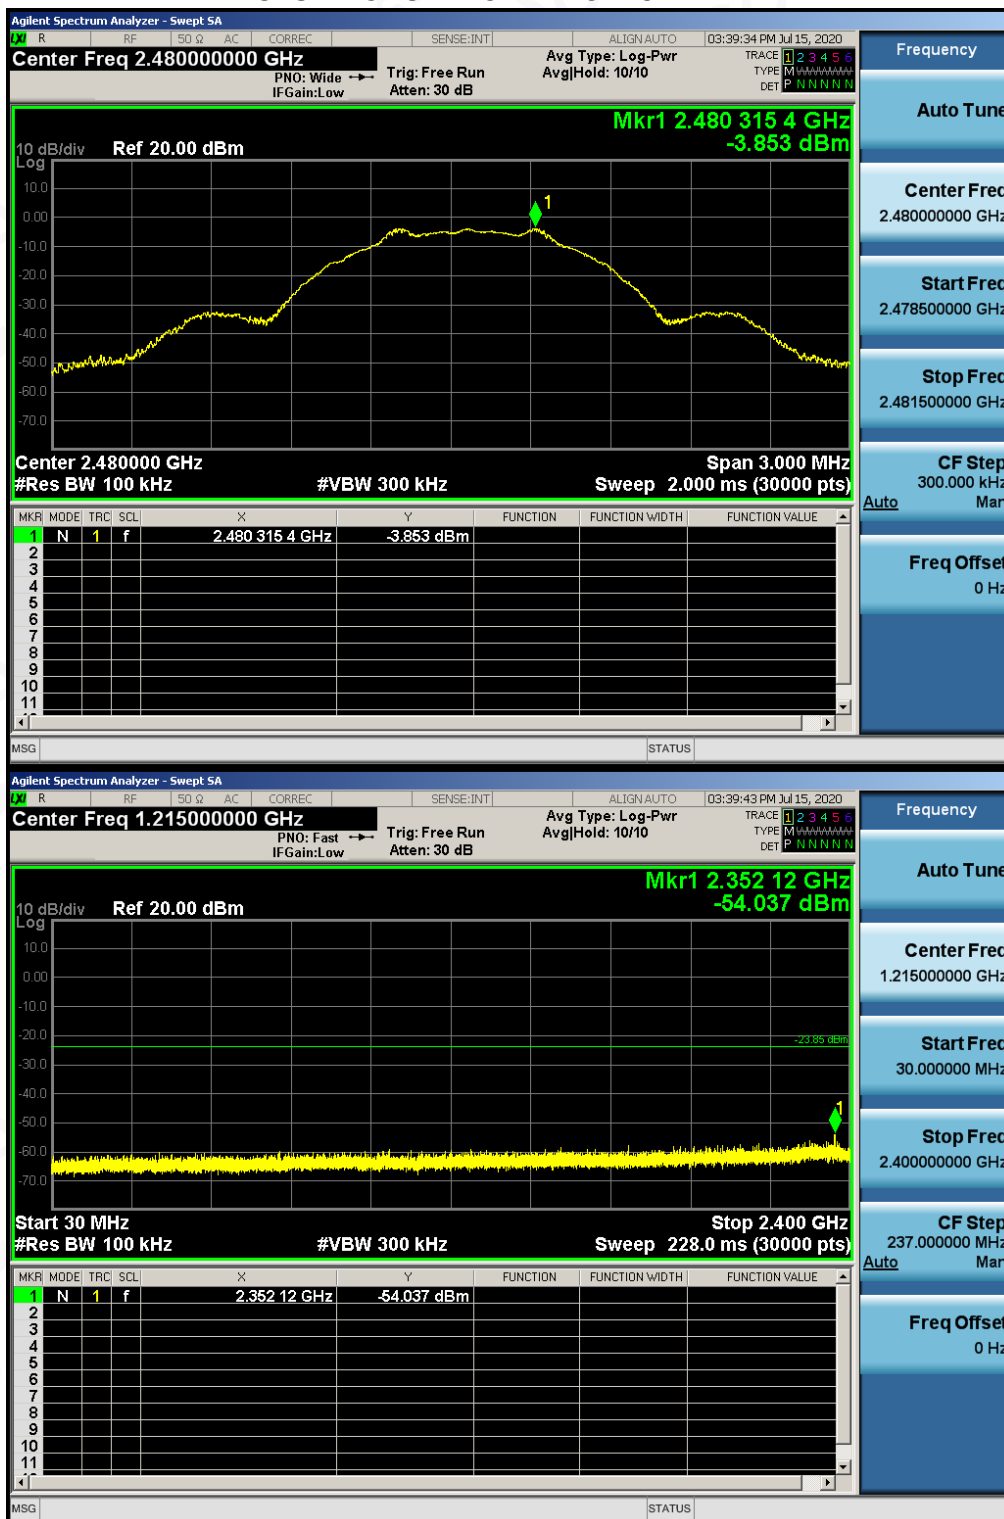 Agilent Spectrum Analyzer - Swept SA
LXI R RF 50 Ω AC CORREC SENSE:INT ALIGN AUTO 03:39:34 PM Jul 15, 2020
Center Freq 2.480000000 GHz
PNO: Wide
IFGain:Low
Trig: Free Run
Atten: 30 dB
Avg Type: Log-Pwr
Avg|Hold: 10/10
TRACE 1 2 3 4 5 6
TYPE M
DET P N N N N N
Mkr1 2.480 315 4 GHz
-3.853 dBm
10 dB/div Ref 20.00 dBm
Log
10.0
0.00
-10.0
-20.0
-30.0
-40.0
-50.0
-60.0
-70.0
1
Center 2.480000 GHz Span 3.000 MHz
#Res BW 100 kHz #VBW 300 kHz Sweep 2.000 ms (30000 pts)
MKR MODE TRC SCL X Y FUNCTION FUNCTION WIDTH FUNCTION VALUE
1 N 1 f 2.480 315 4 GHz -3.853 dBm
2
3
4
5
6
7
8
9
10
11
MSG STATUS
Frequency
Auto Tune
Center Freq
2.480000000 GHz
Start Freq
2.478500000 GHz
Stop Freq
2.481500000 GHz
CF Step
300.000 kHz
Auto Man
Freq Offset
0 Hz
Agilent Spectrum Analyzer - Swept SA
LXI R RF 50 Ω AC CORREC SENSE:INT ALIGN AUTO 03:39:43 PM Jul 15, 2020
Center Freq 1.215000000 GHz
PNO: Fast
IFGain:Low
Trig: Free Run
Atten: 30 dB
Avg Type: Log-Pwr
Avg|Hold: 10/10
TRACE 1 2 3 4 5 6
TYPE M
DET P N N N N N
Mkr1 2.352 12 GHz
-54.037 dBm
10 dB/div Ref 20.00 dBm
Log
10.0
0.00
-10.0
-20.0
-30.0
-40.0
-50.0
-60.0
-70.0
-23.85 dBm
1
Start 30 MHz Stop 2.400 GHz
#Res BW 100 kHz #VBW 300 kHz Sweep 228.0 ms (30000 pts)
MKR MODE TRC SCL X Y FUNCTION FUNCTION WIDTH FUNCTION VALUE
1 N 1 f 2.352 12 GHz -54.037 dBm
2
3
4
5
6
7
8
9
10
11
MSG STATUS
Frequency
Auto Tune
Center Freq
1.215000000 GHz
Start Freq
30.000000 MHz
Stop Freq
2.400000000 GHz
CF Step
237.000000 MHz
Auto Man
Freq Offset
0 Hz